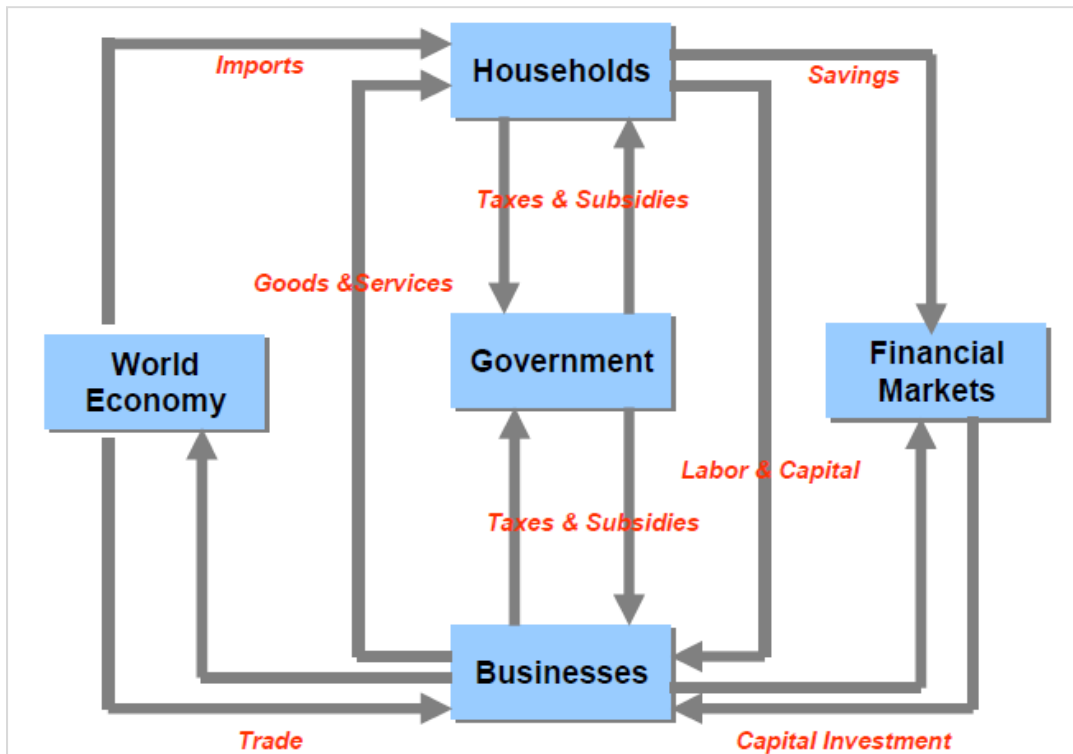 Imports
Households
Savings
Taxes & Subsidies
Goods &Services
World
Economy
Government
Financial
Markets
Labor & Capital
Taxes & Subsidies
Businesses
Trade
Capital Investment